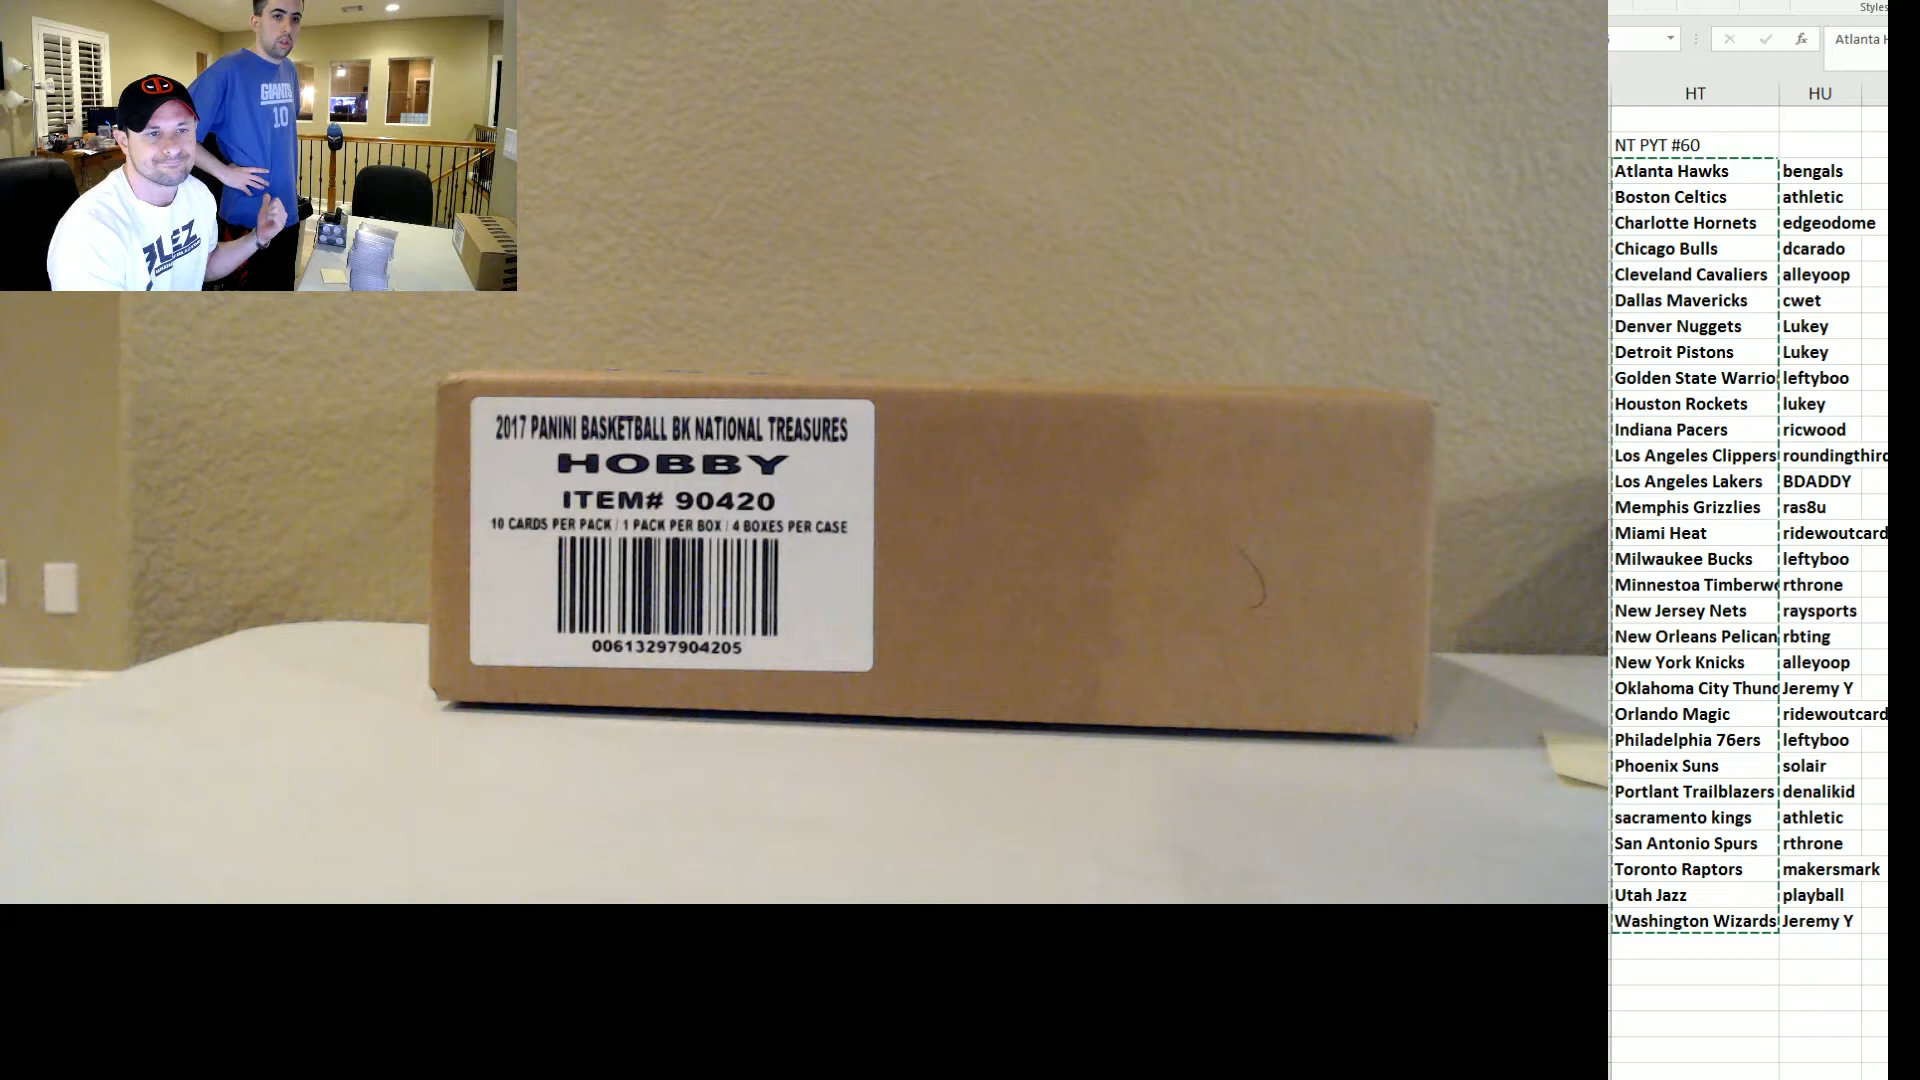 GIANTS
10
2017 PANINI BASKETBALL BK NATIONAL TREASURES
HOBBY
ITEM# 90420
10 CARDS PER PACK / 1 PACK PER BOX / 4 BOXES PER CASE
00613297904205
Styles
fx Atlanta H
HT HU
NT PYT #60
Atlanta Hawks bengals
Boston Celtics athletic
Charlotte Hornets edgeodome
Chicago Bulls dcarado
Cleveland Cavaliers alleyoop
Dallas Mavericks cwet
Denver Nuggets Lukey
Detroit Pistons Lukey
Golden State Warrio leftyboo
Houston Rockets lukey
Indiana Pacers ricwood
Los Angeles Clippers roundingthird
Los Angeles Lakers BDADDY
Memphis Grizzlies ras8u
Miami Heat ridewoutcard
Milwaukee Bucks leftyboo
Minnestoa Timberwo rthrone
New Jersey Nets raysports
New Orleans Pelican rbting
New York Knicks alleyoop
Oklahoma City Thund Jeremy Y
Orlando Magic ridewoutcard
Philadelphia 76ers leftyboo
Phoenix Suns solair
Portlant Trailblazers denalikid
sacramento kings athletic
San Antonio Spurs rthrone
Toronto Raptors makersmark
Utah Jazz playball
Washington Wizards Jeremy Y